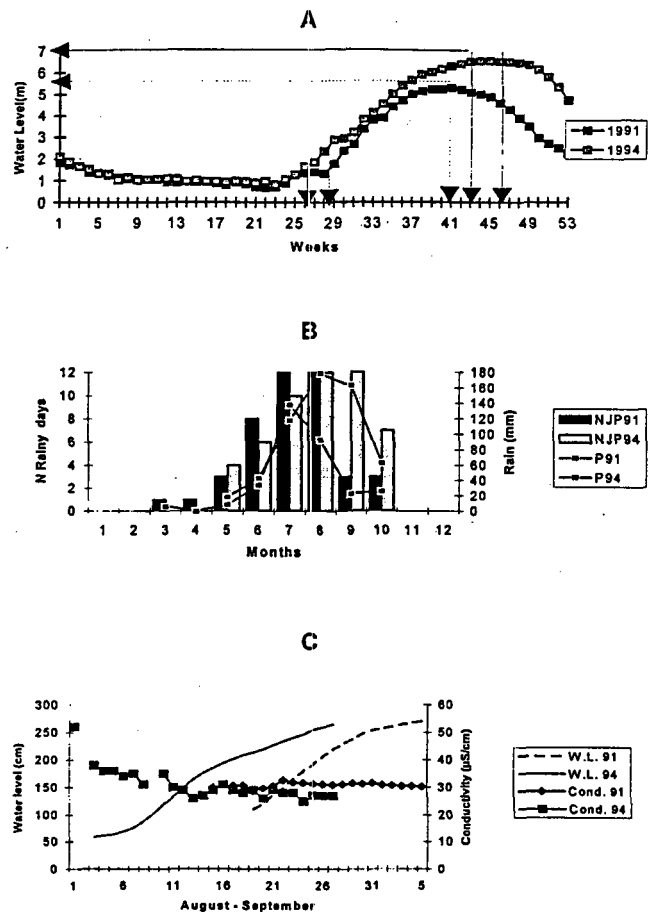 A
Water Level(m)
7
6
5
4
3
2
1
0
1 5 9 13 17 21 25 29 33 37 41 45 49 53
Weeks
1991
1994
B
N Rainy days
12
10
8
6
4
2
0
180
160
140
120
100
80
60
40
20
0
Rain (mm)
1 2 3 4 5 6 7 8 9 10 11 12
Months
NJP91
NJP94
P91
P94
C
Water level (cm)
300
250
200
150
100
50
0
60
50
40
30
20
10
0
Conductivity (µS/cm)
1 6 11 16 21 26 31 5
August - September
W.L. 91
W.L. 94
Cond. 91
Cond. 94